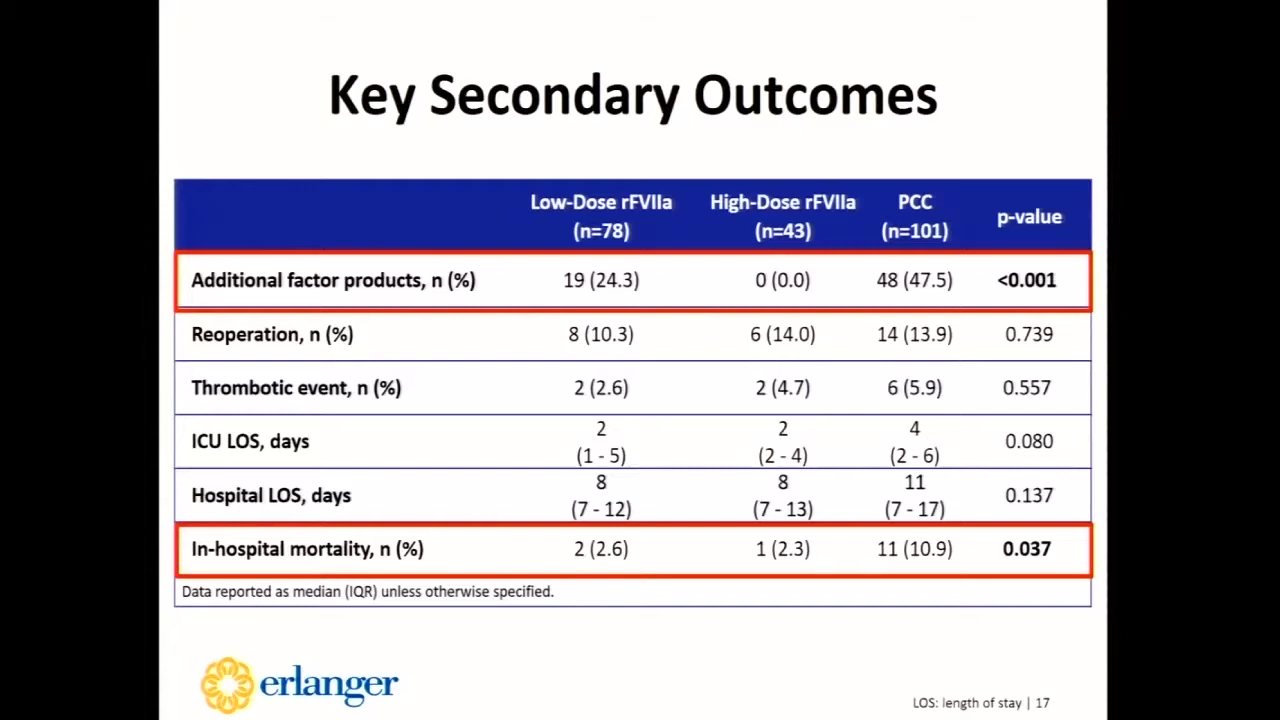 Key Secondary Outcomes
Low-Dose rFVIIa (n=78) High-Dose rFVIIa (n=43) PCC (n=101) p-value
Additional factor products, n (%) 19 (24.3) 0 (0.0) 48 (47.5) <0.001
Reoperation, n (%) 8 (10.3) 6 (14.0) 14 (13.9) 0.739
Thrombotic event, n (%) 2 (2.6) 2 (4.7) 6 (5.9) 0.557
ICU LOS, days 2 (1 - 5) 2 (2 - 4) 4 (2 - 6) 0.080
Hospital LOS, days 8 (7 - 12) 8 (7 - 13) 11 (7 - 17) 0.137
In-hospital mortality, n (%) 2 (2.6) 1 (2.3) 11 (10.9) 0.037
Data reported as median (IQR) unless otherwise specified.
erlanger
LOS: length of stay | 17